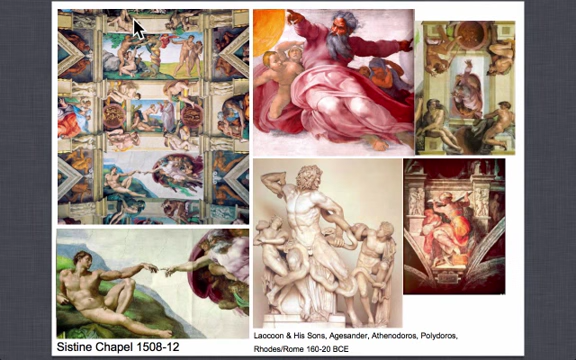 Sistine Chapel 1508-12
Laocoon & His Sons, Agesander, Athenodoros, Polydoros,
Rhodes/Rome 160-20 BCE